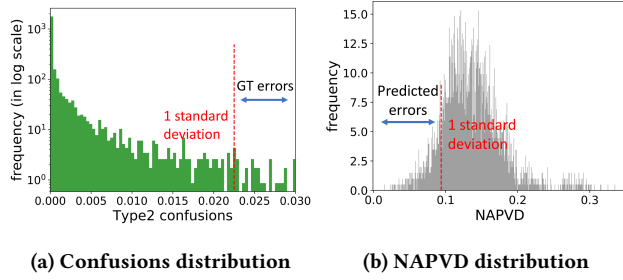 frequency (in log scale)
10³
10²
10¹
10⁰
GT errors
1 standard
deviation
0.000 0.005 0.010 0.015 0.020 0.025 0.030
Type2 confusions
(a) Confusions distribution
frequency
15.0
12.5
10.0
7.5
5.0
2.5
0.0
Predicted
errors
1 standard
deviation
0.1 0.2 0.3
NAPVD
(b) NAPVD distribution